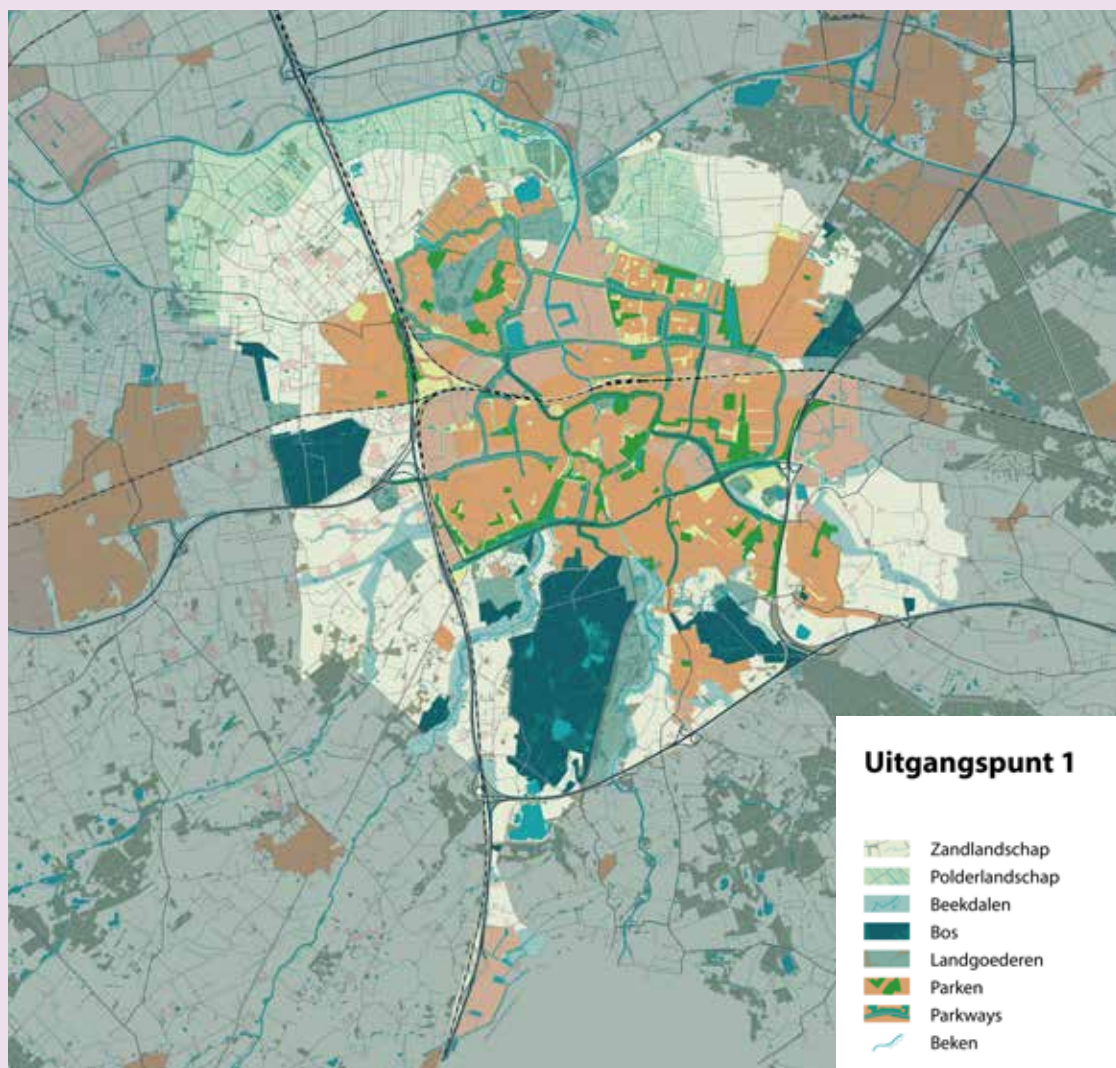 Uitgangspunt 1
Zandlandschap
Polderlandschap
Beekdalen
Bos
Landgoederen
Parken
Parkways
Beken